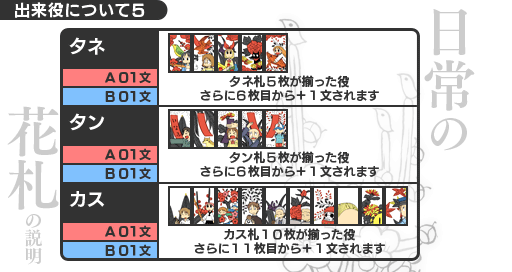 出来役について5
タネ
A01文
B01文
タネ札5枚が揃った役
さらに6枚目から＋1文されます
タン
A01文
B01文
タン札5枚が揃った役
さらに6枚目から＋1文されます
カス
A01文
B01文
カス札10枚が揃った役
さらに11枚目から＋1文されます
日常の
花札の説明